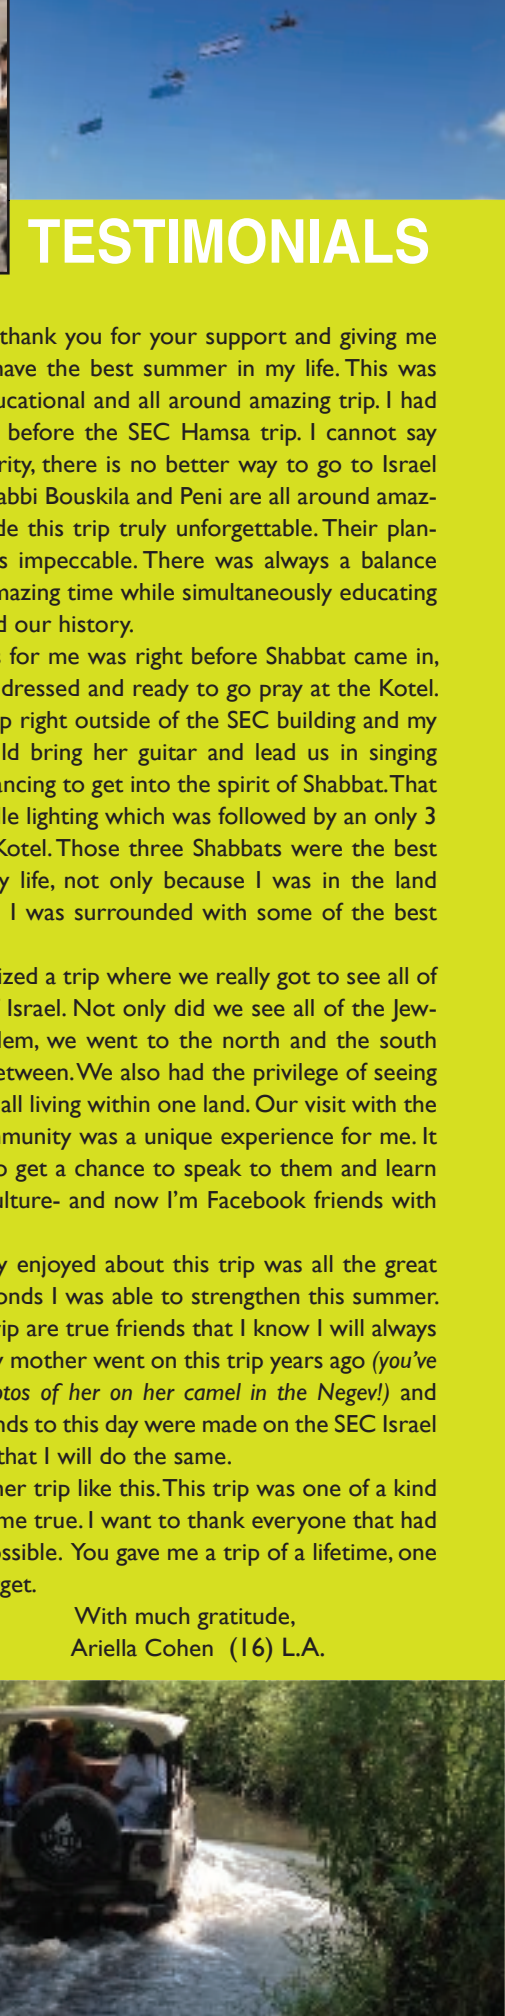 TESTIMONIALS
thank you for your support and giving me
have the best summer in my life. This was
ucational and all around amazing trip. I had
before the SEC Hamsa trip. I cannot say
rity, there is no better way to go to Israel
abbi Bouskila and Peni are all around amaz-
de this trip truly unforgettable. Their plan-
s impeccable. There was always a balance
mazing time while simultaneously educating
d our history.
s for me was right before Shabbat came in,
dressed and ready to go pray at the Kotel.
p right outside of the SEC building and my
ld bring her guitar and lead us in singing
ancing to get into the spirit of Shabbat. That
lle lighting which was followed by an only 3
Kotel. Those three Shabbats were the best
y life, not only because I was in the land
I was surrounded with some of the best
ized a trip where we really got to see all of
Israel. Not only did we see all of the Jew-
lem, we went to the north and the south
etween. We also had the privilege of seeing
all living within one land. Our visit with the
mmunity was a unique experience for me. It
o get a chance to speak to them and learn
ulture- and now I'm Facebook friends with
y enjoyed about this trip was all the great
onds I was able to strengthen this summer.
rip are true friends that I know I will always
y mother went on this trip years ago (you've
otos of her on her camel in the Negev!) and
nds to this day were made on the SEC Israel
that I will do the same.
her trip like this. This trip was one of a kind
me true. I want to thank everyone that had
ossible. You gave me a trip of a lifetime, one
get.
With much gratitude,
Ariella Cohen (16) L.A.